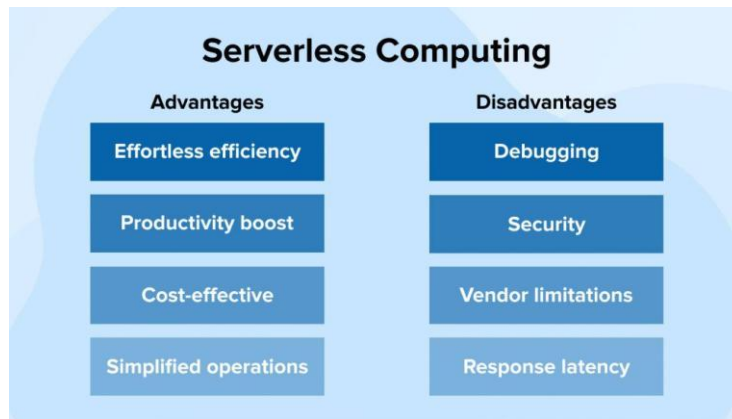 Serverless Computing
Advantages
Effortless efficiency
Productivity boost
Cost-effective
Simplified operations
Disadvantages
Debugging
Security
Vendor limitations
Response latency